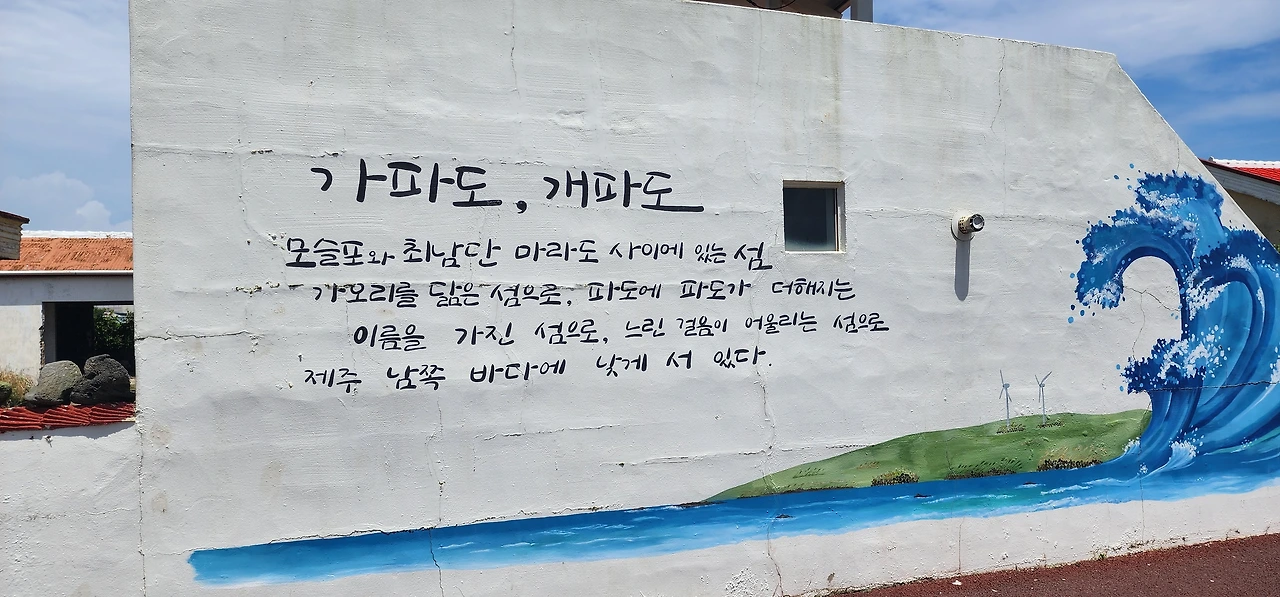 가파도, 개파도
모슬포와 최남단 마라도 사이에 있는 섬
가오리를 닮은 섬으로, 파도에 파도가 더해지는
이름을 가진 섬으로, 느린 걸음이 어울리는 섬으로
제주 남쪽 바다에 낮게 서 있다.